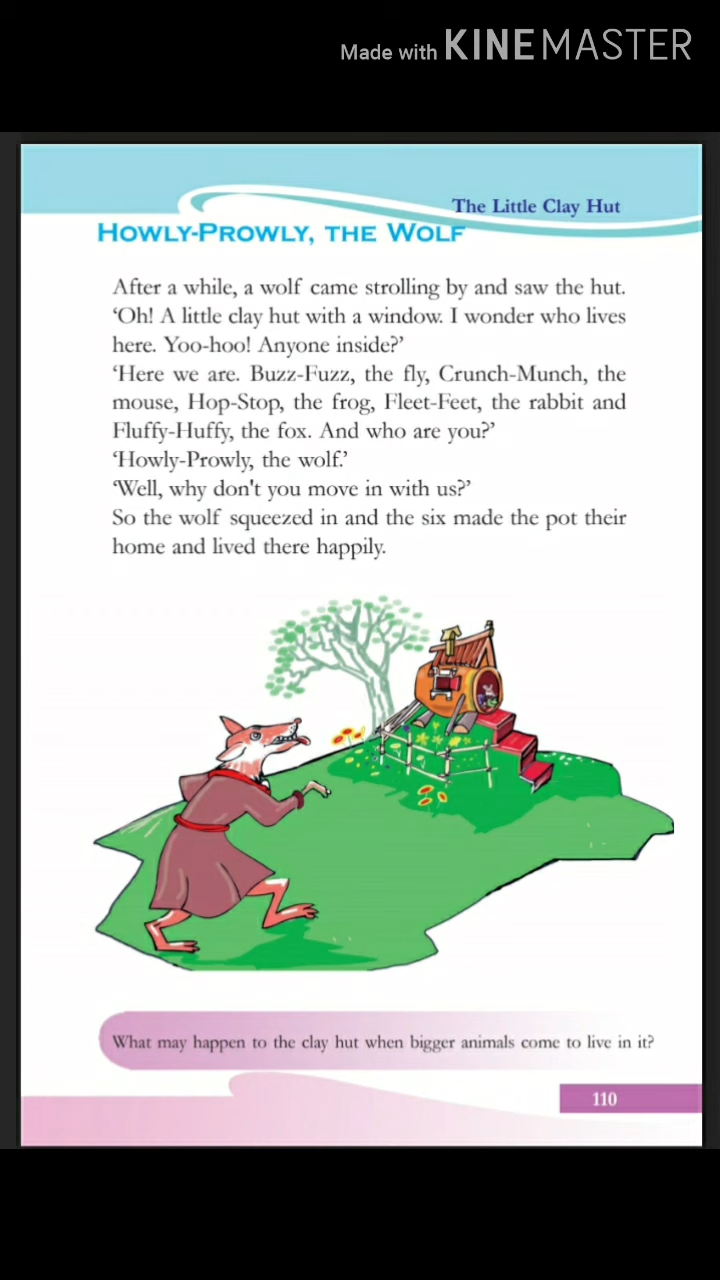 Made with KINEMASTER
The Little Clay Hut
HOWLY-PROWLY, THE WOLF
After a while, a wolf came strolling by and saw the hut.
‘Oh! A little clay hut with a window. I wonder who lives
here. Yoo-hoo! Anyone inside?’
‘Here we are. Buzz-Fuzz, the fly, Crunch-Munch, the
mouse, Hop-Stop, the frog, Fleet-Feet, the rabbit and
Fluffy-Huffy, the fox. And who are you?’
‘Howly-Prowly, the wolf.’
‘Well, why don't you move in with us?’
So the wolf squeezed in and the six made the pot their
home and lived there happily.
What may happen to the clay hut when bigger animals come to live in it?
110